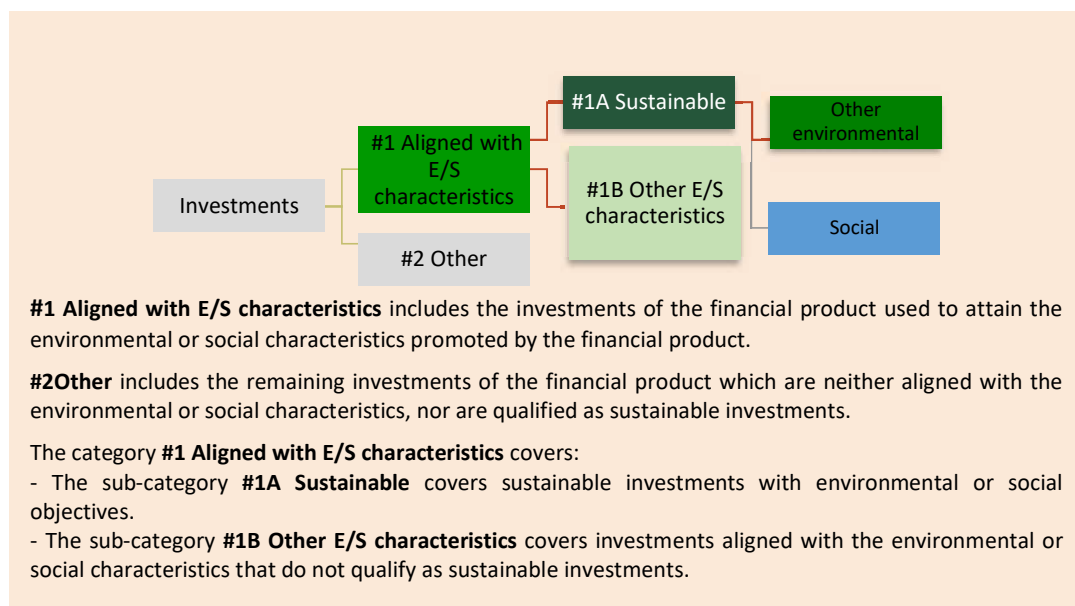 #1A Sustainable
Other
environmental
#1 Aligned with
E/S
characteristics
#1B Other E/S
characteristics
Investments
Social
#2 Other
#1 Aligned with E/S characteristics includes the investments of the financial product used to attain the
environmental or social characteristics promoted by the financial product.
#2Other includes the remaining investments of the financial product which are neither aligned with the
environmental or social characteristics, nor are qualified as sustainable investments.
The category #1 Aligned with E/S characteristics covers:
- The sub-category #1A Sustainable covers sustainable investments with environmental or social
objectives.
- The sub-category #1B Other E/S characteristics covers investments aligned with the environmental or
social characteristics that do not qualify as sustainable investments.